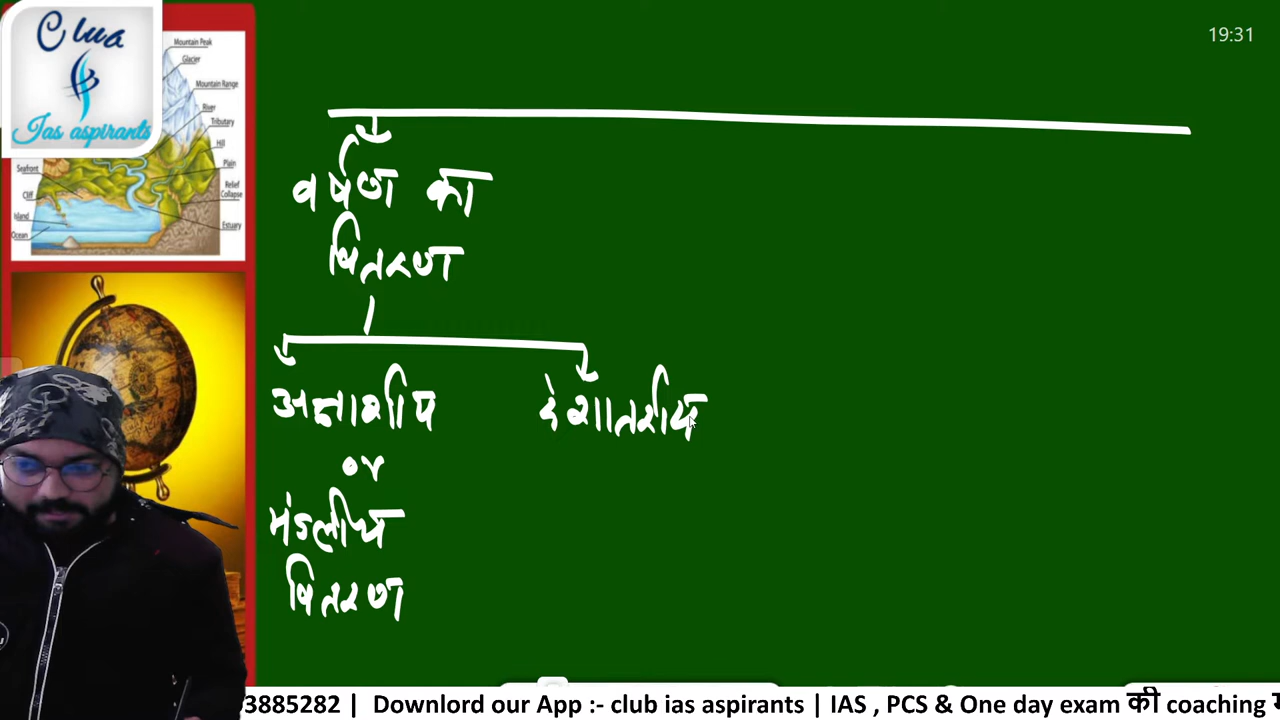 Clua
Ias aspirants
Mountain Peak
Glacier
Mountain Range
River
Tributary
Hill
Plain
Relief
Collapse
Estuary
Seafront
Cliff
Island
Ocean
19:31
वर्षण का
वितरण
अक्षाशीय
देशातरीय
or
मंडलीय
वितरण
3885282 | Downlord our App :- club ias aspirants | IAS , PCS & One day exam की coaching